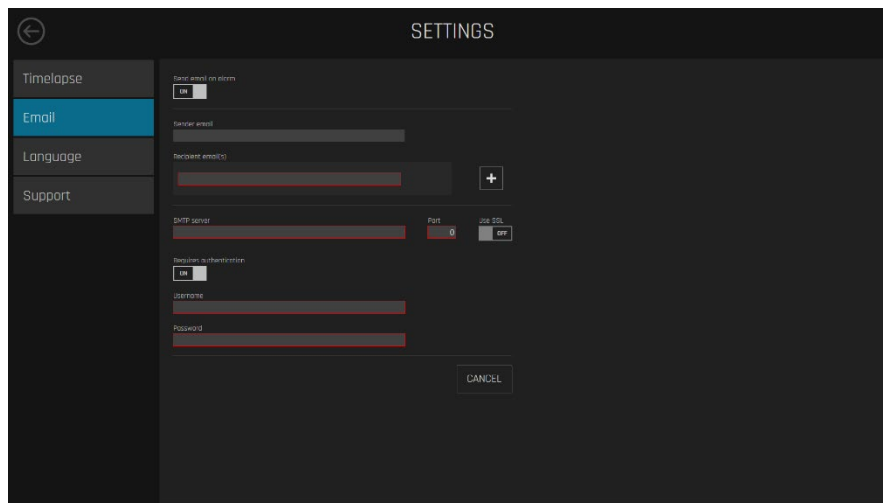 SETTINGS
Timelapse
Email
Language
Support
Send email on alarm
ON
Sender email
Recipient email(s)
+
SMTP server
Port
Use SSL
0
OFF
Requires authentication
ON
Username
Password
CANCEL